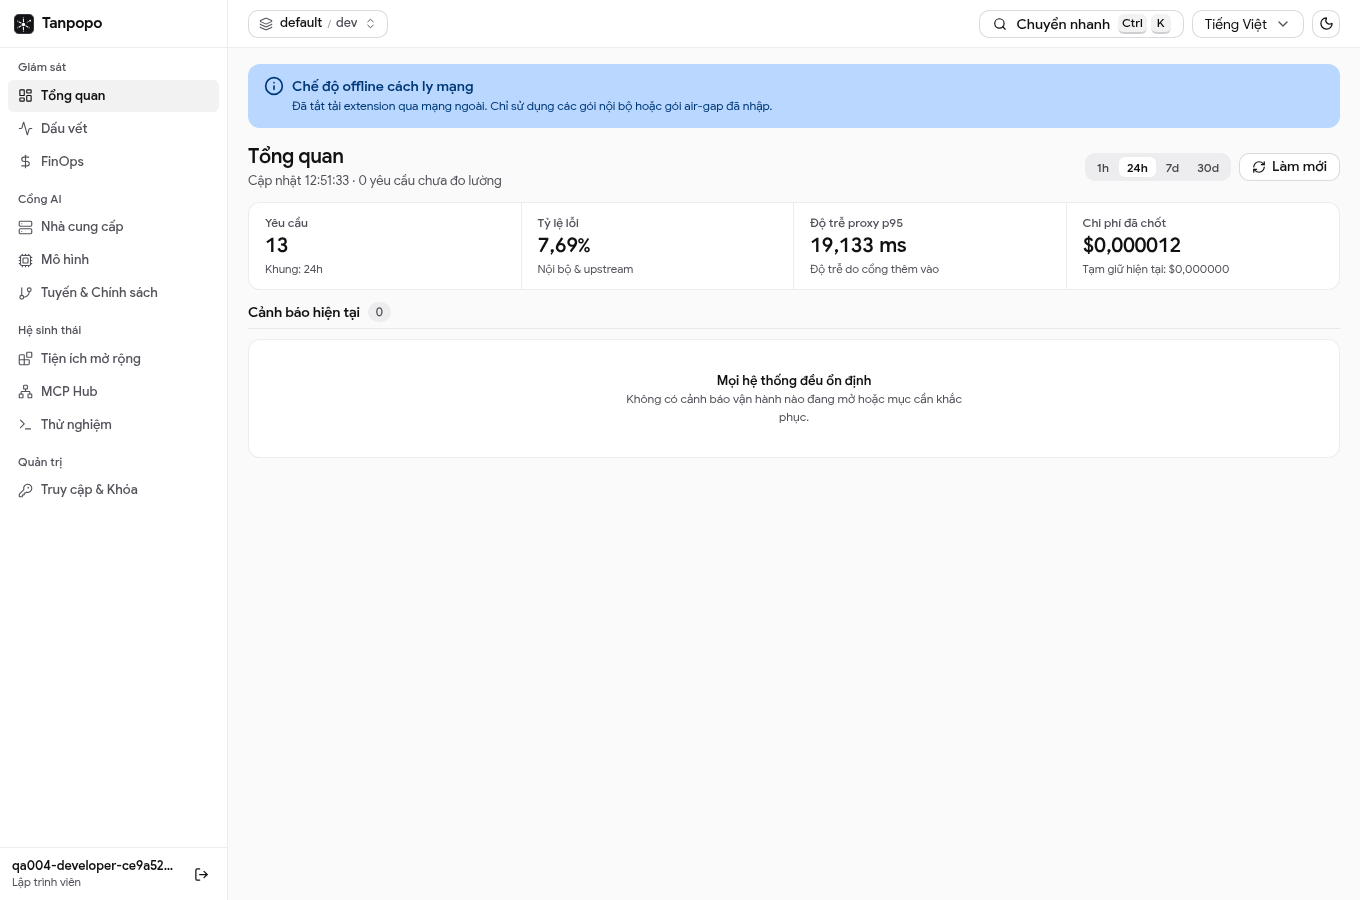 Tanpopo
default / dev
Chuyển nhanh Ctrl K
Tiếng Việt
Giám sát
Tổng quan
Dấu vết
FinOps
Cổng AI
Nhà cung cấp
Mô hình
Tuyến & Chính sách
Hệ sinh thái
Tiện ích mở rộng
MCP Hub
Thử nghiệm
Quản trị
Truy cập & Khóa
qa004-developer-ce9a52...
Lập trình viên
Chế độ offline cách ly mạng
Đã tắt tải extension qua mạng ngoài. Chỉ sử dụng các gói nội bộ hoặc gói air-gap đã nhập.
Tổng quan
Cập nhật 12:51:33 · 0 yêu cầu chưa đo lường
1h 24h 7d 30d
Làm mới
Yêu cầu
13
Khung: 24h
Tỷ lệ lỗi
7,69%
Nội bộ & upstream
Độ trễ proxy p95
19,133 ms
Độ trễ do cổng thêm vào
Chi phí đã chốt
$0,000012
Tạm giữ hiện tại: $0,000000
Cảnh báo hiện tại 0
Mọi hệ thống đều ổn định
Không có cảnh báo vận hành nào đang mở hoặc mục cần khắc
phục.